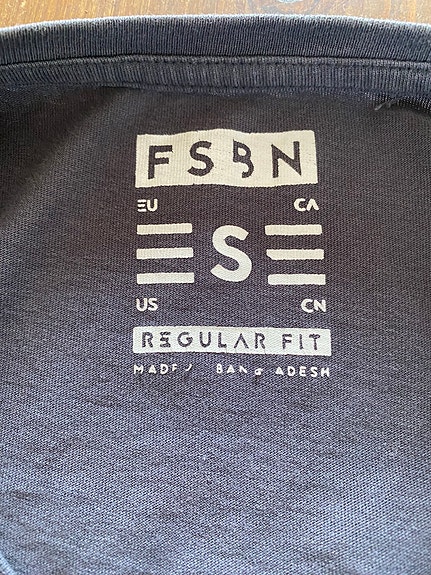 FSBN
EU CA
S
US CN
REGULAR FIT
MADE BANGLADESH